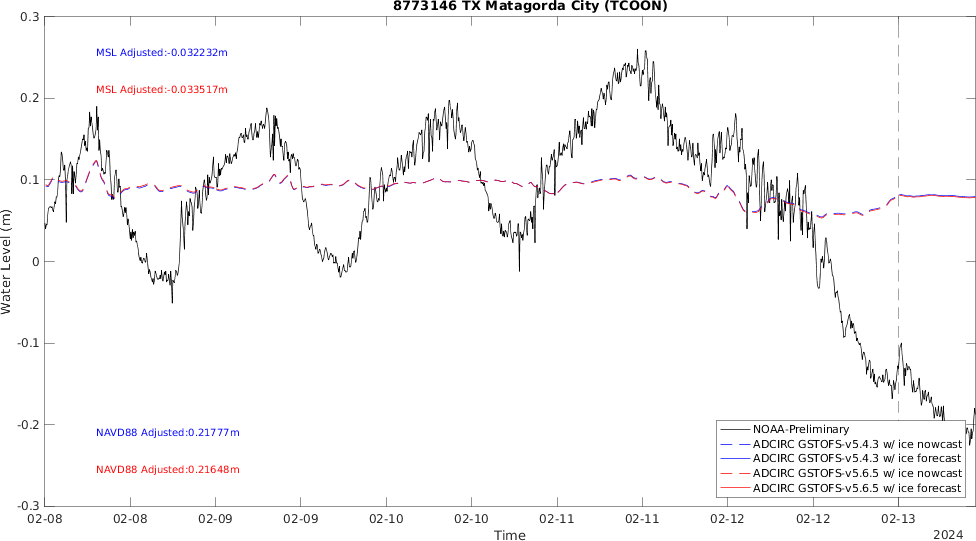 8773146 TX Matagorda City (TCOON)
0.3
0.2
0.1
0
-0.1
-0.2
-0.3
Water Level (m)
MSL Adjusted:-0.032232m
MSL Adjusted:-0.033517m
NAVD88 Adjusted:0.21777m
NAVD88 Adjusted:0.21648m
NOAA-Preliminary
ADCIRC GSTOFS-v5.4.3 w/ ice nowcast
ADCIRC GSTOFS-v5.4.3 w/ ice forecast
ADCIRC GSTOFS-v5.6.5 w/ ice nowcast
ADCIRC GSTOFS-v5.6.5 w/ ice forecast
02-08 02-08 02-09 02-09 02-10 02-10 02-11 02-11 02-12 02-12 02-13
Time
2024